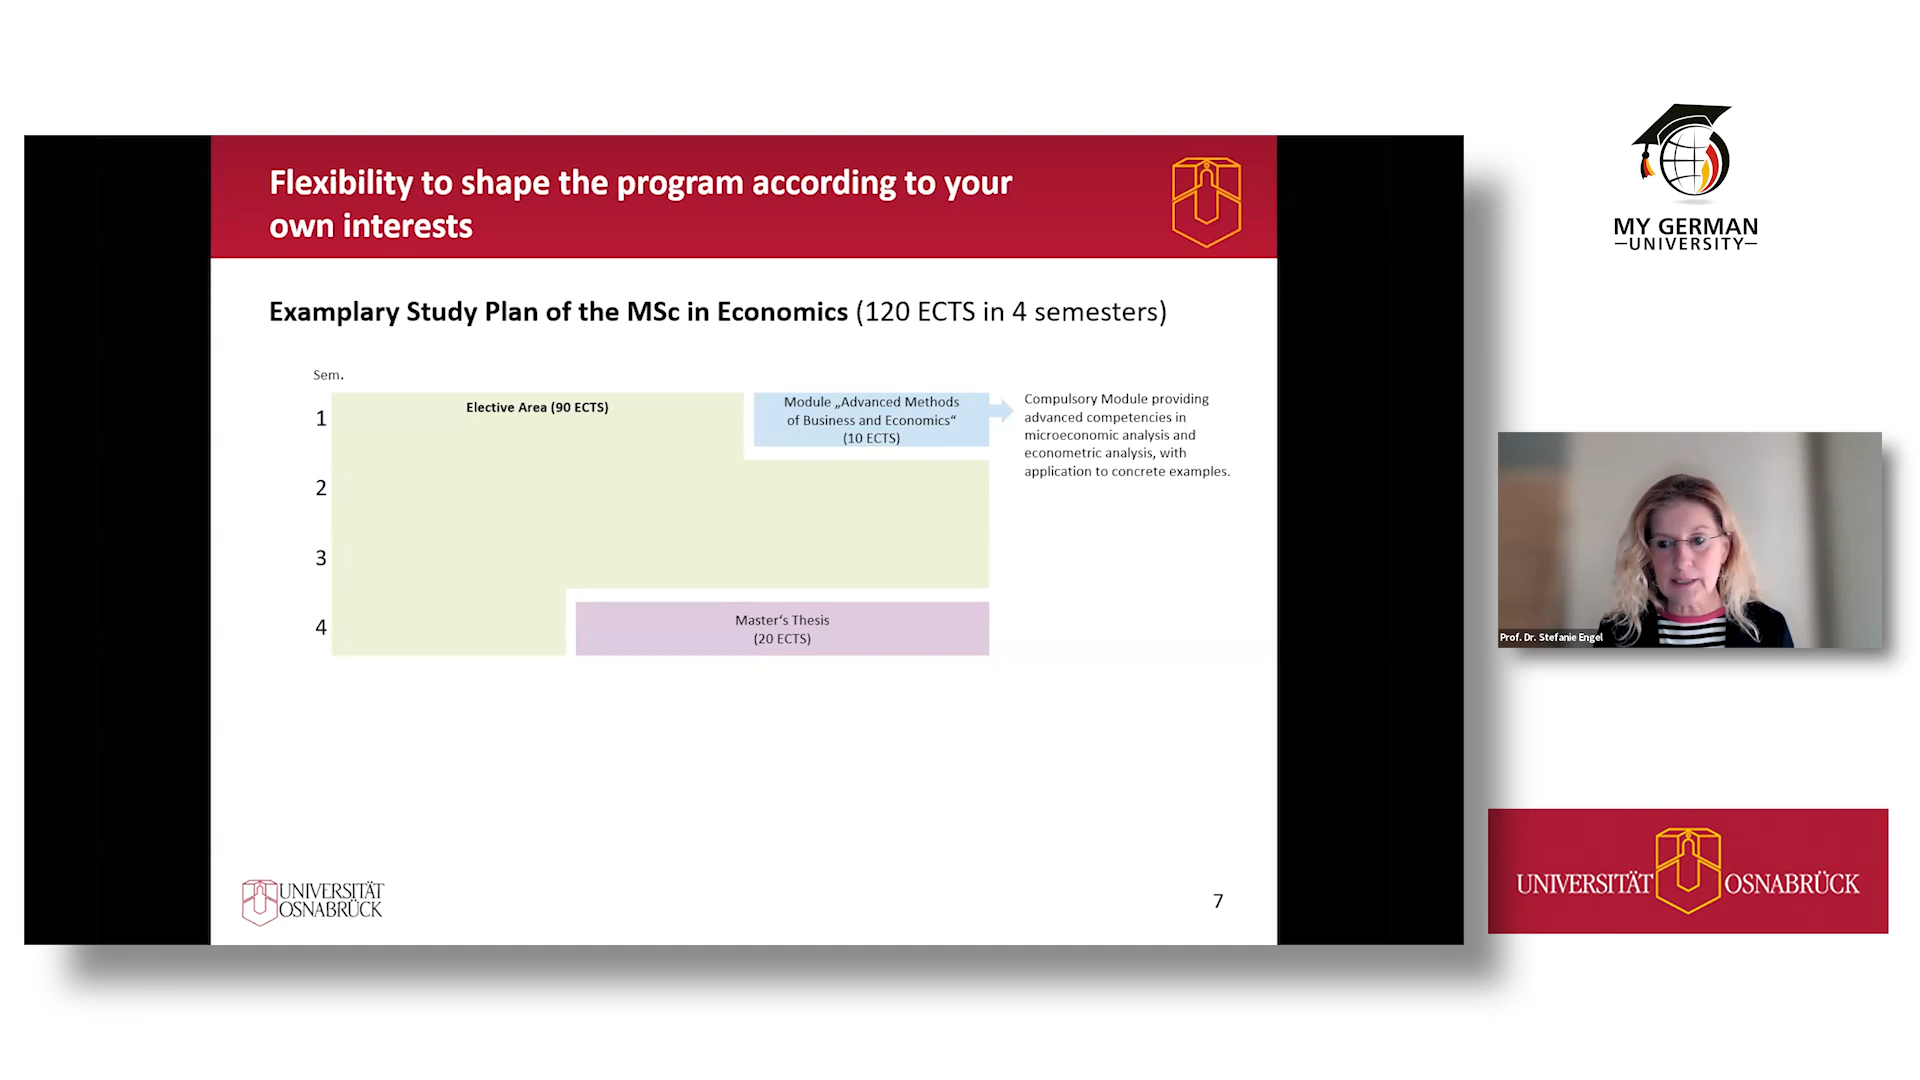 Flexibility to shape the program according to your
own interests
Examplary Study Plan of the MSc in Economics (120 ECTS in 4 semesters)
Sem.
1
Elective Area (90 ECTS)
Module „Advanced Methods
of Business and Economics“
(10 ECTS)
Compulsory Module providing
advanced competencies in
microeconomic analysis and
econometric analysis, with
application to concrete examples.
2
3
4
Master‘s Thesis
(20 ECTS)
UNIVERSITÄT
OSNABRÜCK
7
MY GERMAN
UNIVERSITY
Prof. Dr. Stefanie Engel
UNIVERSITÄT OSNABRÜCK